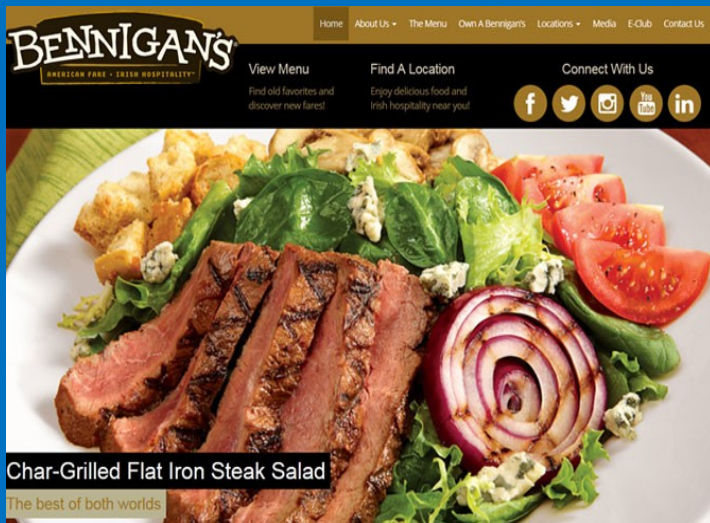 Home About Us The Menu Own A Bennigan's Locations Media E-Club Contact Us
BENNIGAN'S
AMERICAN FARE • IRISH HOSPITALITY™
View Menu
Find old favorites and
discover new fares!
Find A Location
Enjoy delicious food and
Irish hospitality near you!
Connect With Us
f You Tube in
Char-Grilled Flat Iron Steak Salad
The best of both worlds